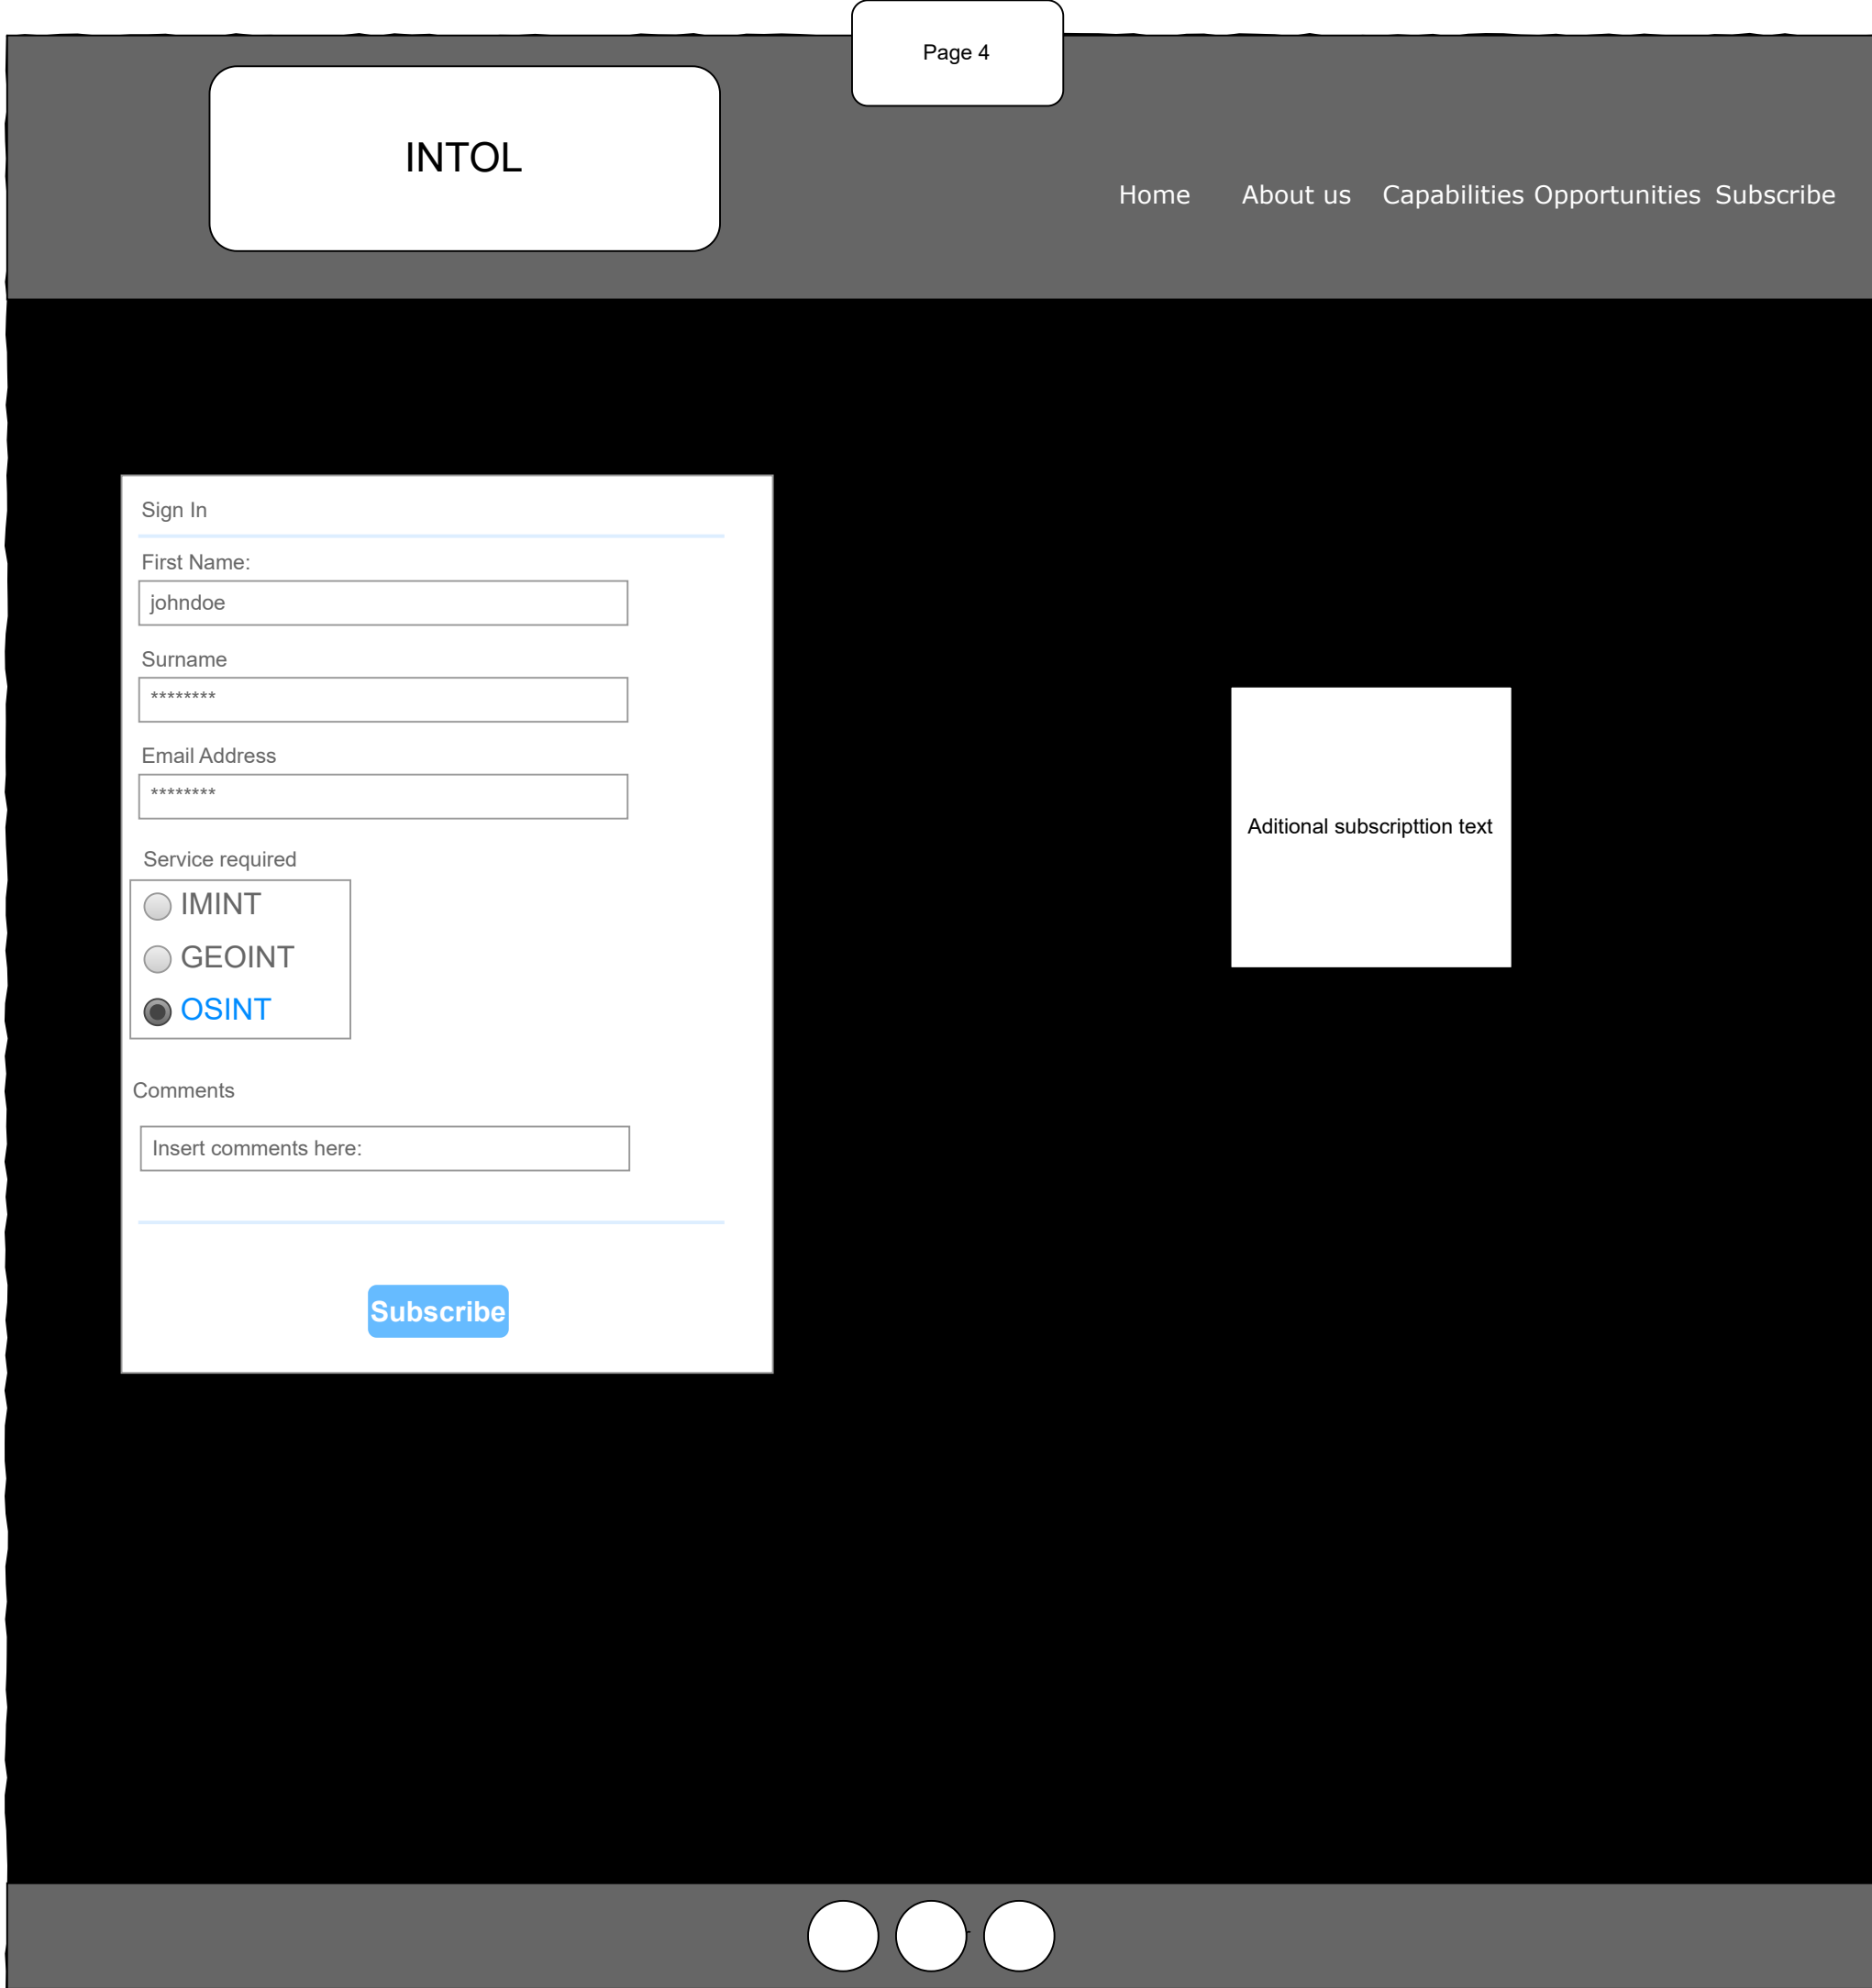 Page 4
INTOL
Home About us Capabilities Opportunities Subscribe
Sign In
First Name:
johndoe
Surname
********
Email Address
********
Service required
IMINT
GEOINT
OSINT
Comments
Insert comments here:
Subscribe
Aditional subscripttion text